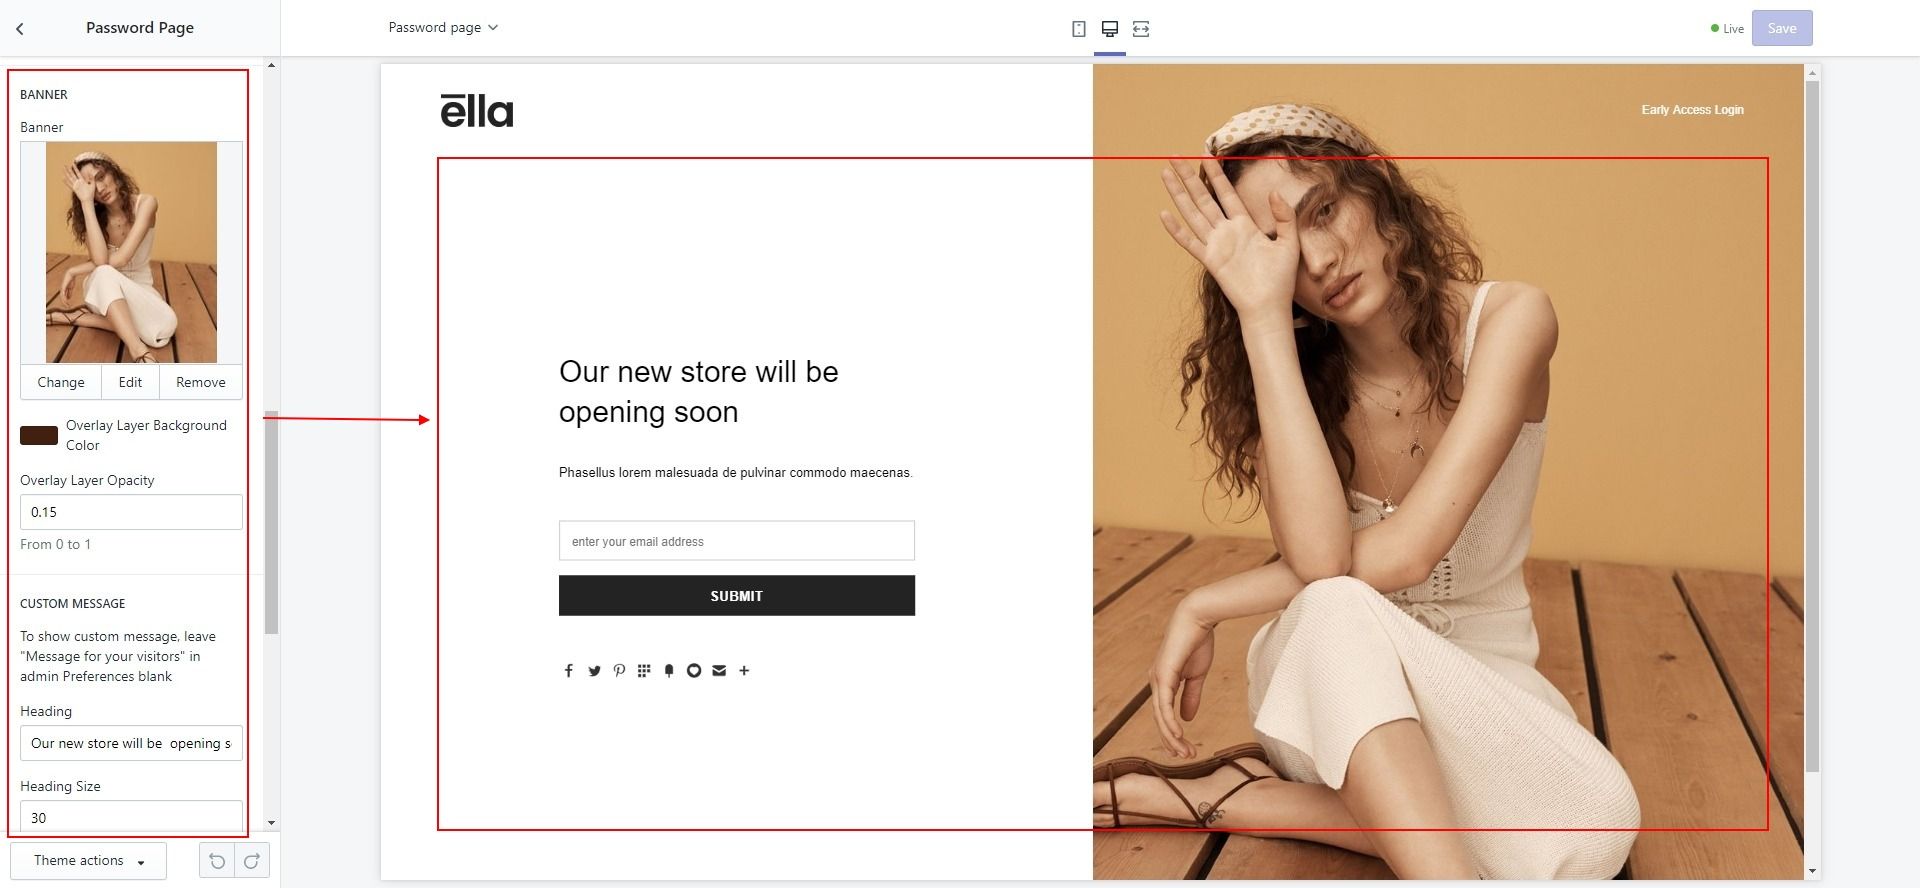 Password Page
Password page
Live
Save
BANNER
Banner
Change
Edit
Remove
Overlay Layer Background
Color
Overlay Layer Opacity
0.15
From 0 to 1
CUSTOM MESSAGE
To show custom message, leave
"Message for your visitors" in
admin Preferences blank
Heading
Our new store will be  opening s
Heading Size
30
Theme actions
ella
Early Access Login
Our new store will be
opening soon
Phasellus lorem malesuada de pulvinar commodo maecenas.
enter your email address
SUBMIT